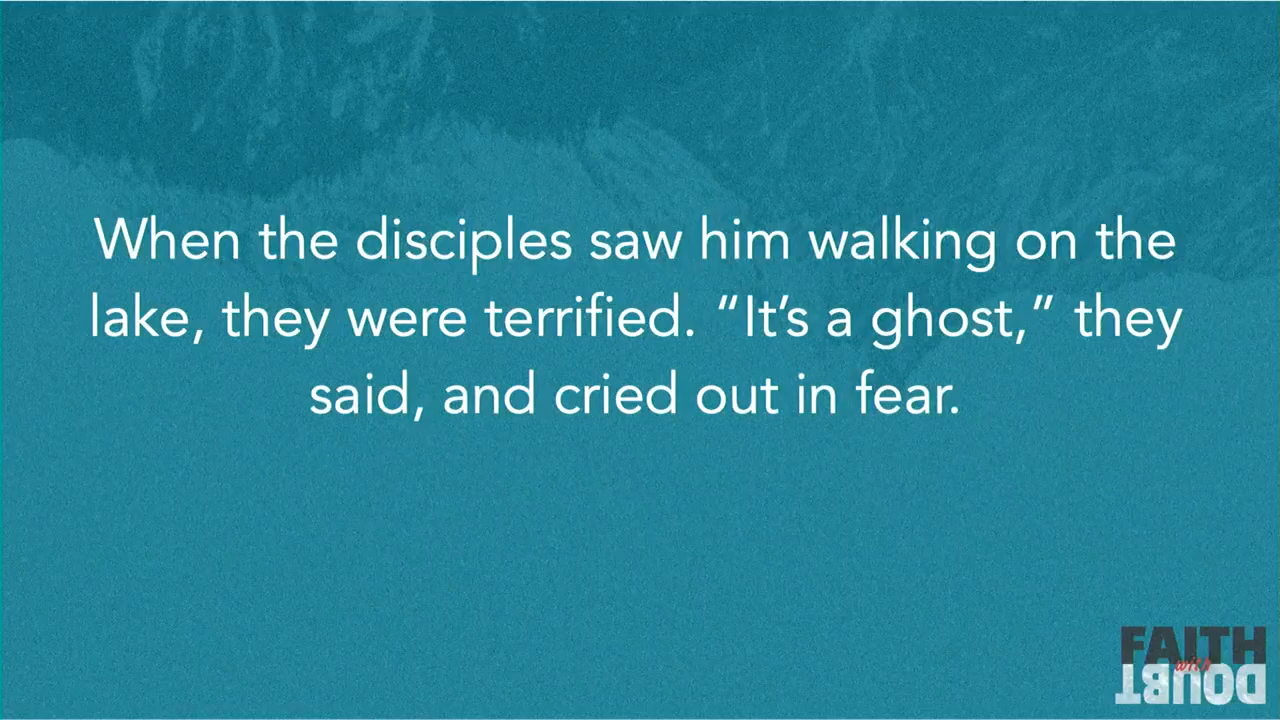 When the disciples saw him walking on the
lake, they were terrified. “It’s a ghost,” they
said, and cried out in fear.
FAITH
with
DOUBT